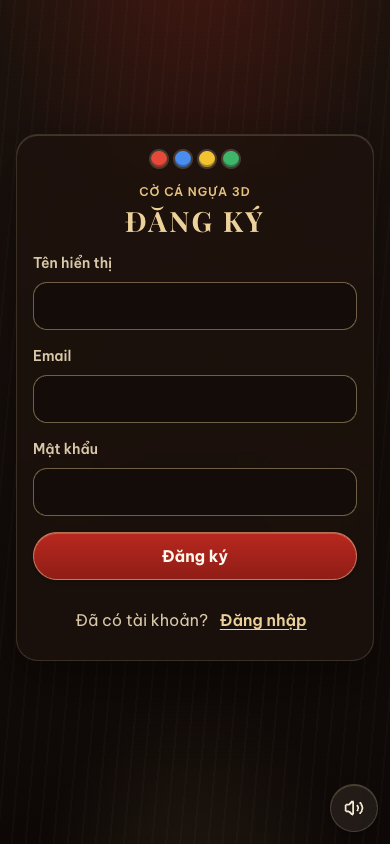 CỜ CÁ NGỰA 3D
ĐĂNG KÝ
Tên hiển thị
Email
Mật khẩu
Đăng ký
Đã có tài khoản? Đăng nhập